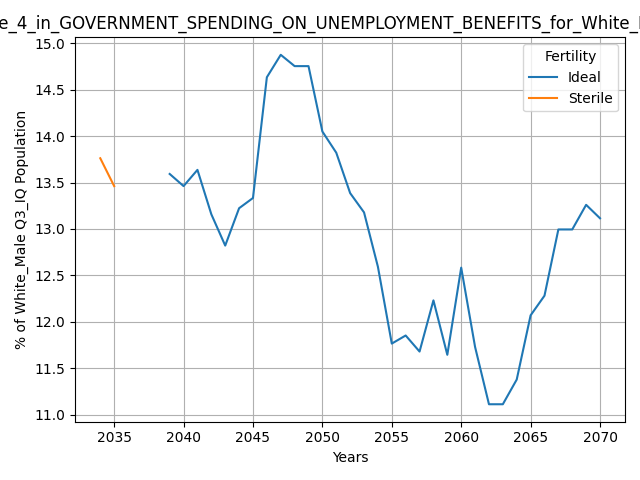 e_4_in_GOVERNMENT_SPENDING_ON_UNEMPLOYMENT_BENEFITS_for_White_
15.0
14.5
14.0
13.5
13.0
12.5
12.0
11.5
11.0
% of White_Male Q3_IQ Population
Fertility
Ideal
Sterile
2035 2040 2045 2050 2055 2060 2065 2070
Years